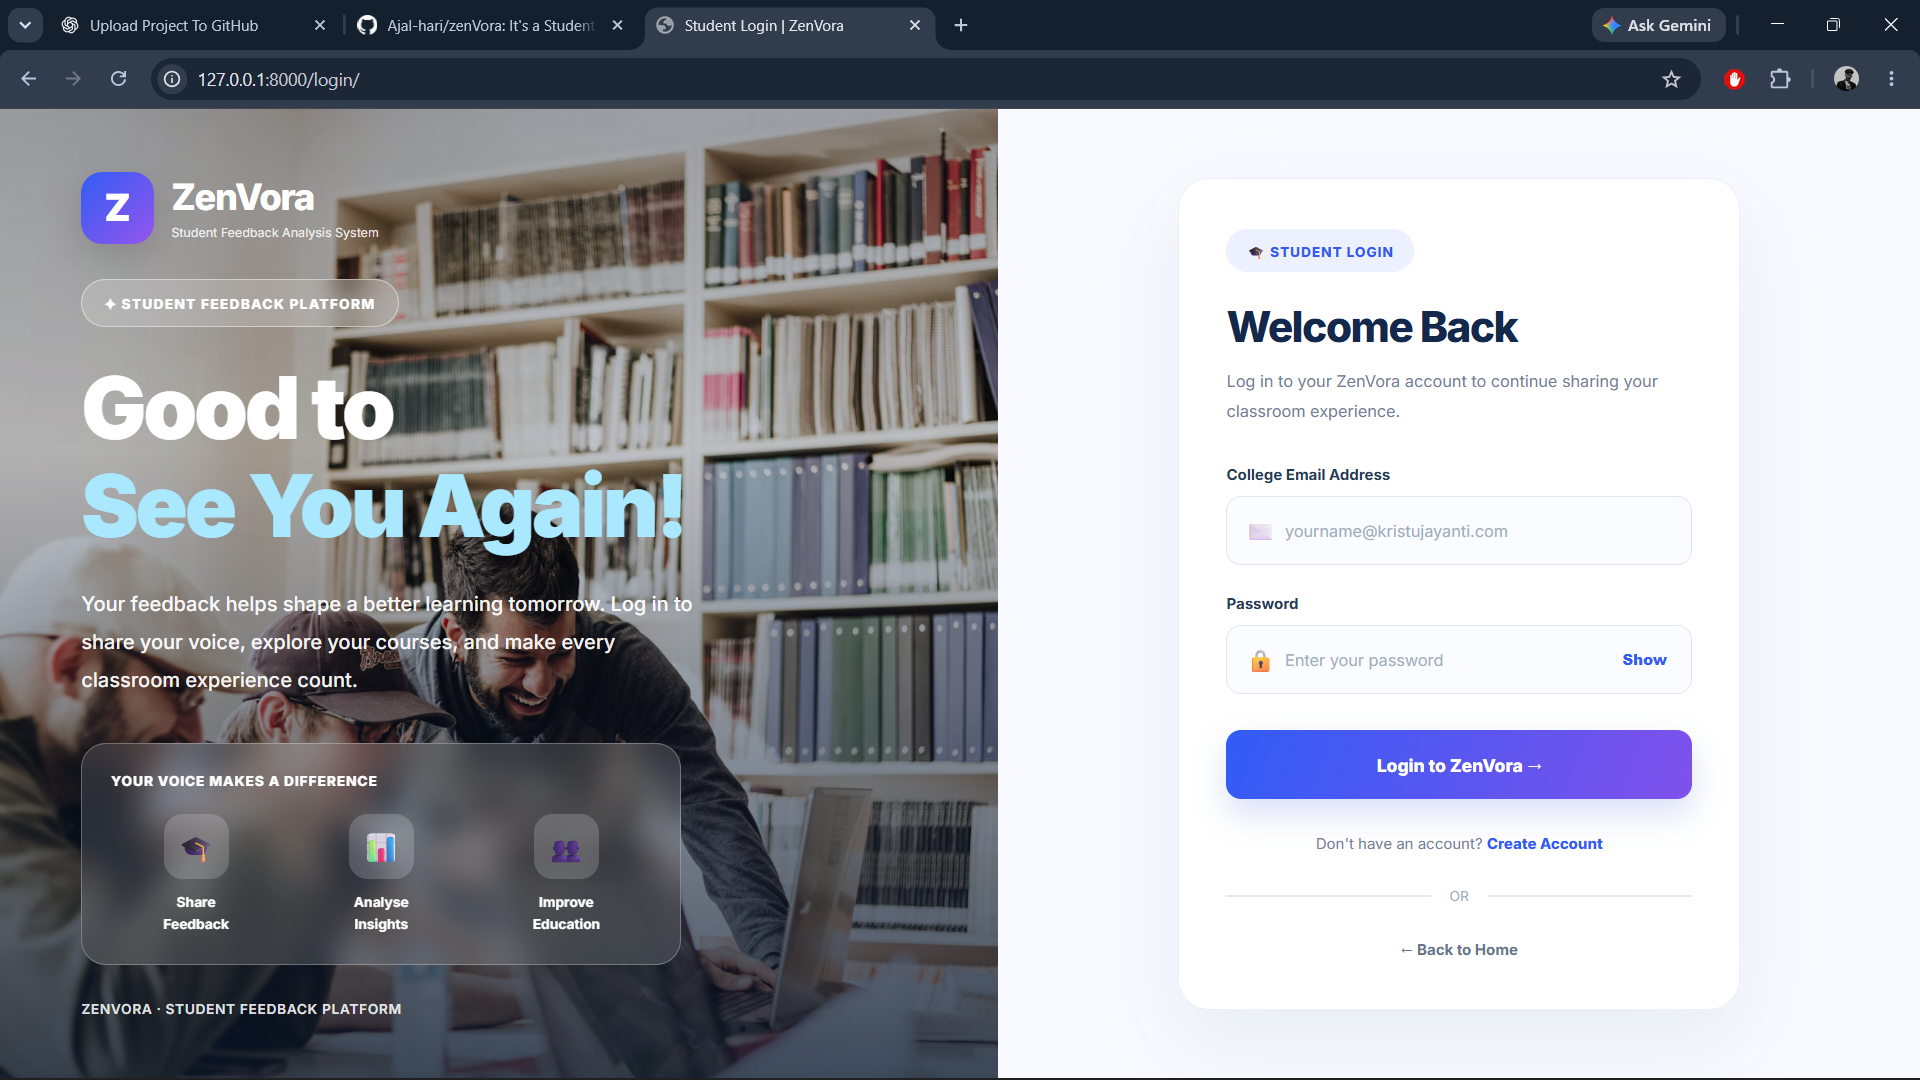 Upload Project To GitHub
Ajal-hari/zenVora: It's a Student
Student Login | ZenVora
Ask Gemini
127.0.0.1:8000/login/
Z
ZenVora
Student Feedback Analysis System
✦ STUDENT FEEDBACK PLATFORM
Good to
See You Again!
Your feedback helps shape a better learning tomorrow. Log in to
share your voice, explore your courses, and make every
classroom experience count.
YOUR VOICE MAKES A DIFFERENCE
Share
Feedback
Analyse
Insights
Improve
Education
ZENVORA · STUDENT FEEDBACK PLATFORM
STUDENT LOGIN
Welcome Back
Log in to your ZenVora account to continue sharing your
classroom experience.
College Email Address
yourname@kristujayanti.com
Password
Enter your password
Show
Login to ZenVora →
Don't have an account? Create Account
OR
← Back to Home